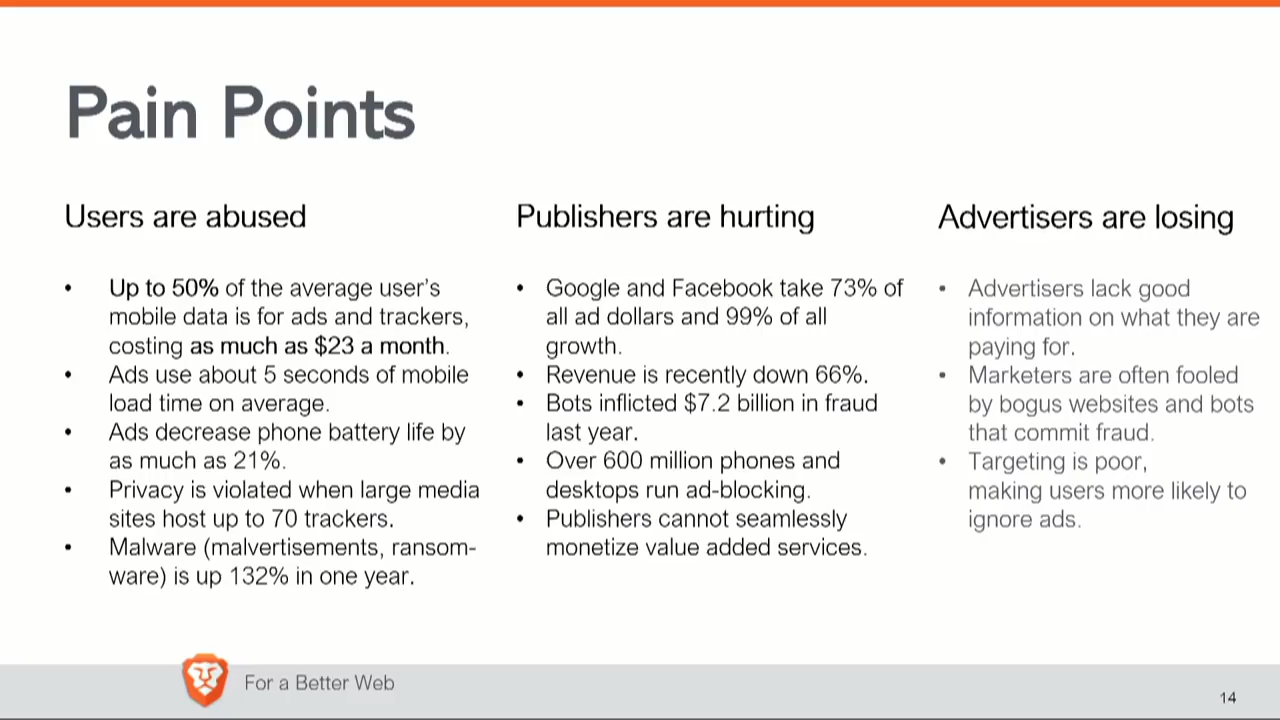 Pain Points
Users are abused
• Up to 50% of the average user's
mobile data is for ads and trackers,
costing as much as $23 a month.
• Ads use about 5 seconds of mobile
load time on average.
• Ads decrease phone battery life by
as much as 21%.
• Privacy is violated when large media
sites host up to 70 trackers.
• Malware (malvertisements, ransom-
ware) is up 132% in one year.
Publishers are hurting
• Google and Facebook take 73% of
all ad dollars and 99% of all
growth.
• Revenue is recently down 66%.
• Bots inflicted $7.2 billion in fraud
last year.
• Over 600 million phones and
desktops run ad-blocking.
• Publishers cannot seamlessly
monetize value added services.
Advertisers are losing
• Advertisers lack good
information on what they are
paying for.
• Marketers are often fooled
by bogus websites and bots
that commit fraud.
• Targeting is poor,
making users more likely to
ignore ads.
For a Better Web
14